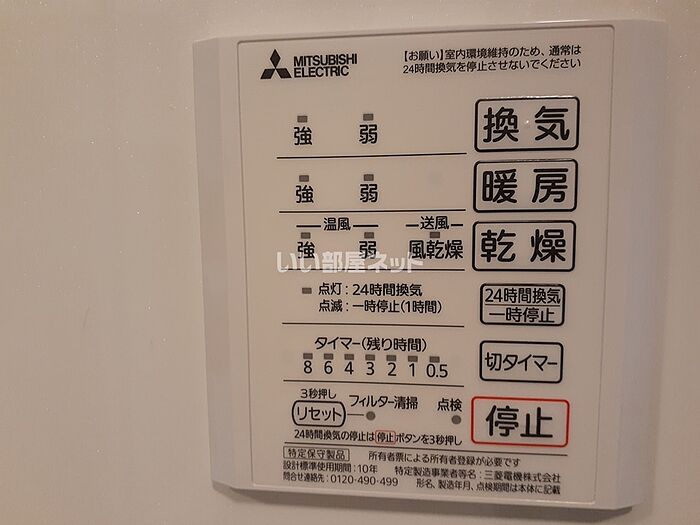 MITSUBISHI
ELECTRIC
【お願い】室内環境維持のため、通常は
24時間換気を停止させないでください
強 弱 換気
強 弱 暖房
温風 送風
強 弱 風乾燥 乾燥
いい部屋ネット
点灯:24時間換気
点滅:一時停止(1時間)
24時間換気
一時停止
タイマー(残り時間)
8 6 4 3 2 1 0.5
切タイマー
3秒押し
リセット フィルター清掃 点検
停止
24時間換気の停止は停止ボタンを3秒押し
特定保守製品 所有者票による所有者登録が必要です
設計標準使用期間:10年 特定製造事業者等名:三菱電機株式会社
問合せ連絡先:0120-490-499 形名、製造年月、点検期間は本体に記載